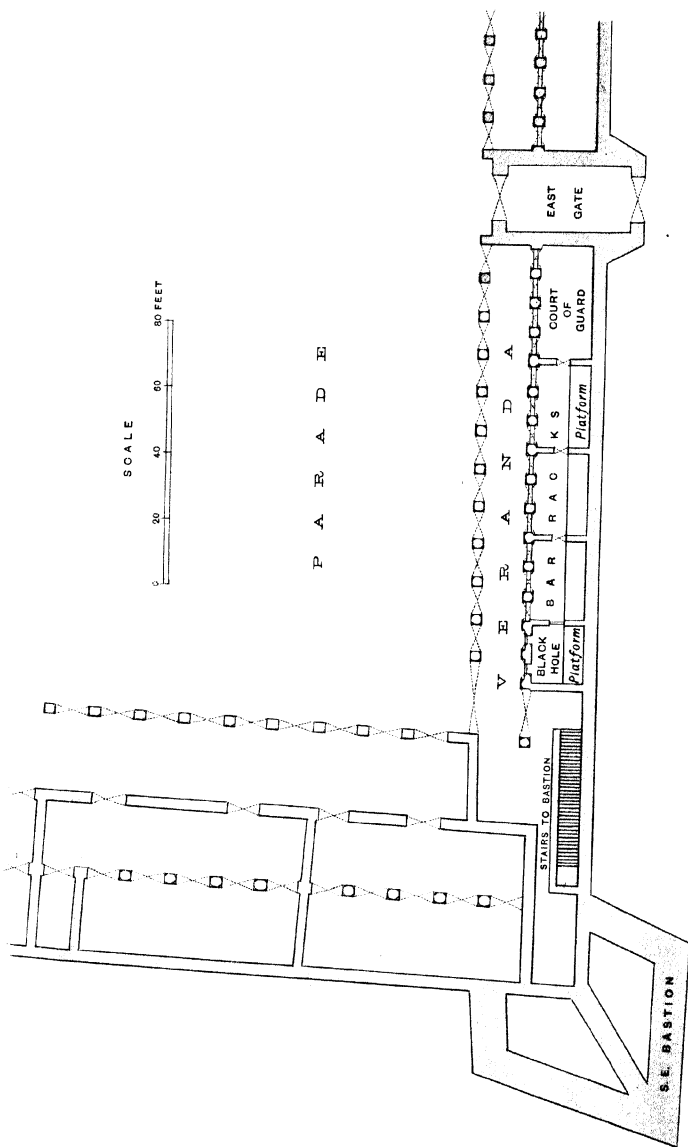 SCALE
0 20 40 60 80 FEET
PARADE
EAST
GATE
VERANDA
COURT
OF
GUARD
BARRACKS
Platform
BLACK
HOLE
Platform
STAIRS TO BASTION
S.E. BASTION